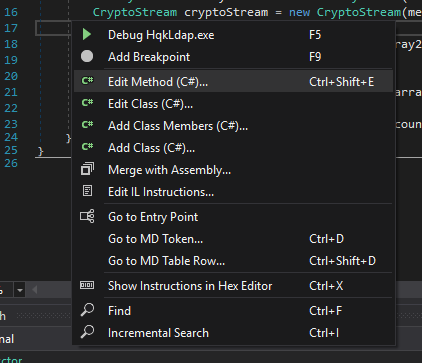 16 CryptoStream cryptoStream = new CryptoStream(me
17
Debug HqkLdap.exe F5
18 ray2
Add Breakpoint F9
19
20
Edit Method (C#)... Ctrl+Shift+E
21 arra
Edit Class (C#)...
22
23 coun
Add Class Members (C#)...
24 }
Add Class (C#)...
25 }
26
Merge with Assembly...
Edit IL Instructions...
Go to Entry Point
Go to MD Token... Ctrl+D
Go to MD Table Row... Ctrl+Shift+D
% Show Instructions in Hex Editor Ctrl+X
h Find Ctrl+F
nal Incremental Search Ctrl+I
ctor